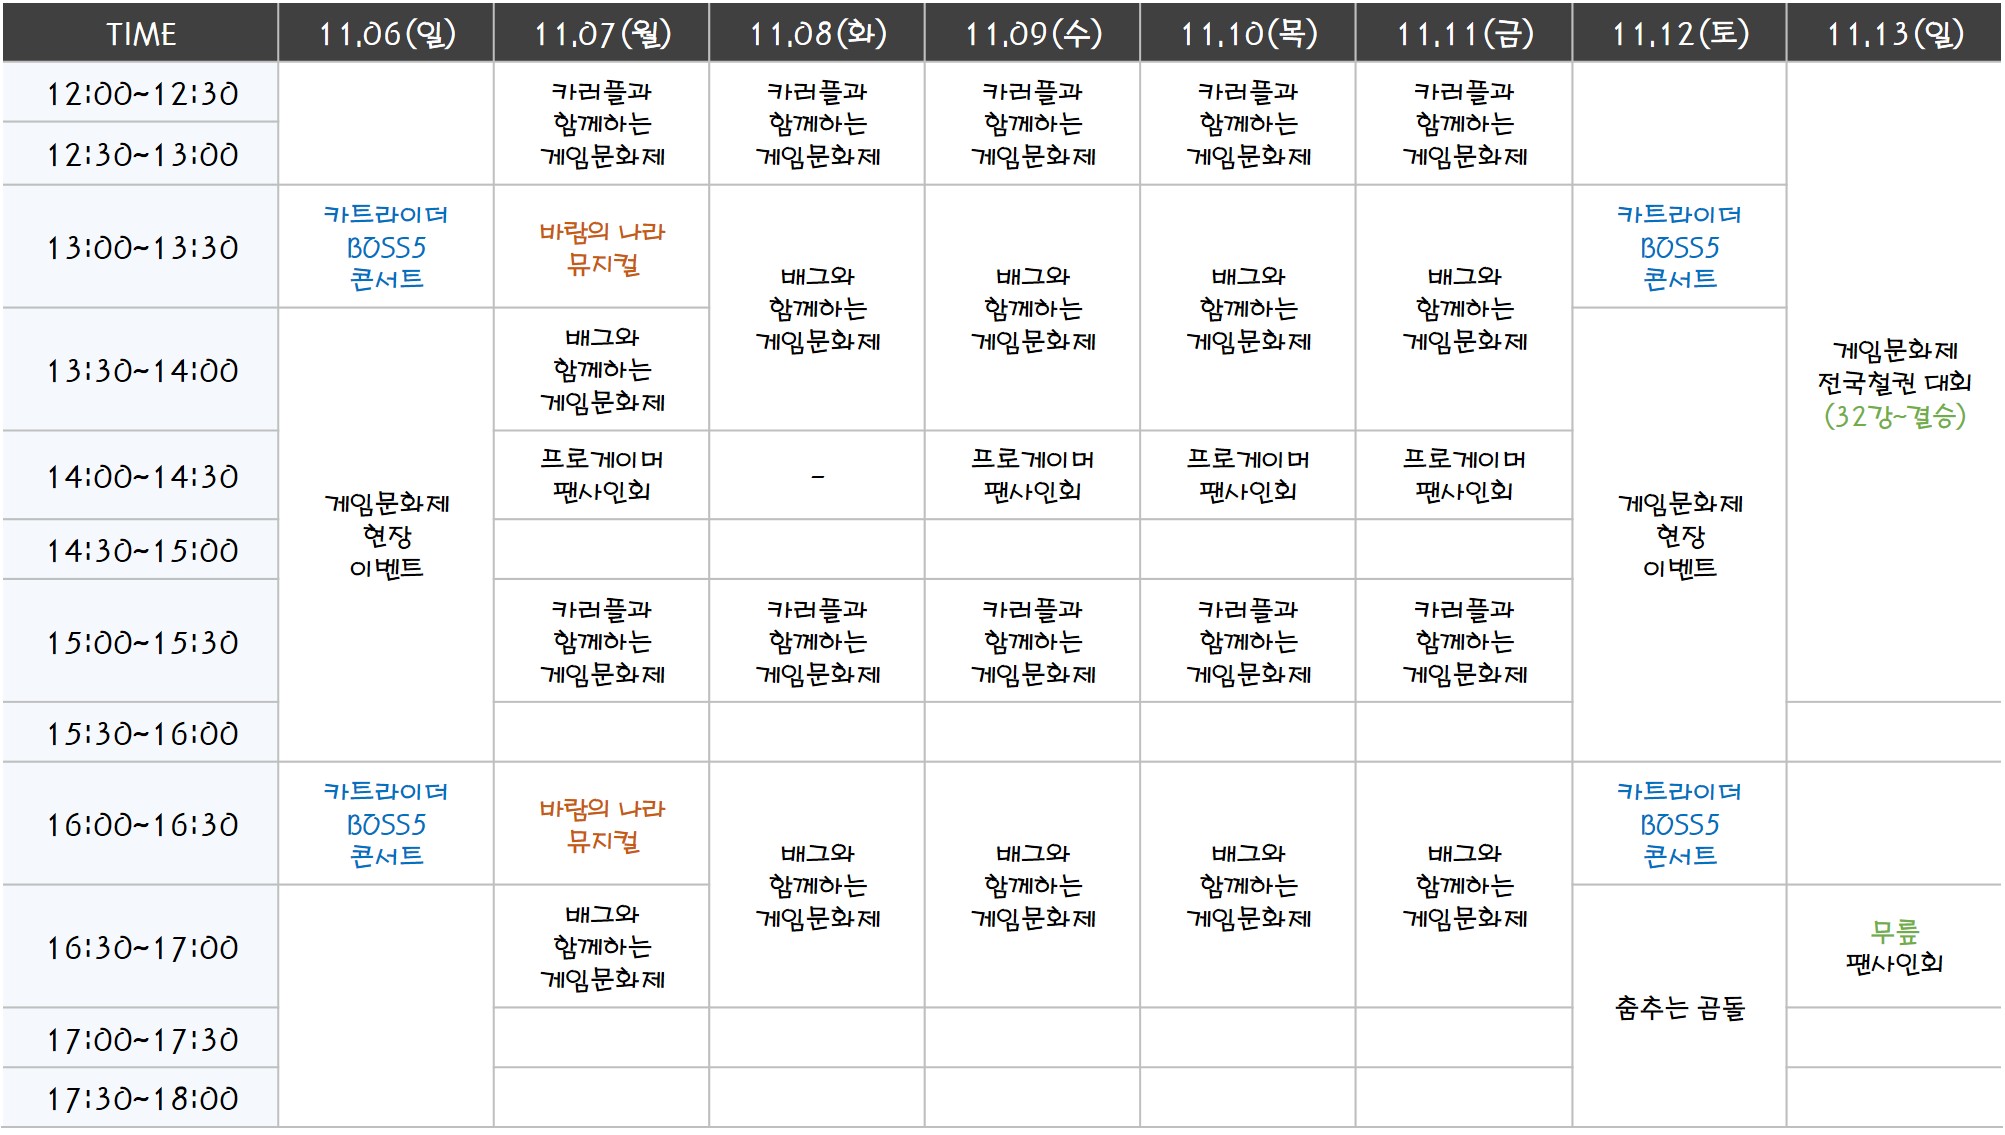 TIME 11.06(일) 11.07(월) 11.08(화) 11.09(수) 11.10(목) 11.11(금) 11.12(토) 11.13(일)
12:00~12:30
12:30~13:00
카러플과 카러플과 카러플과 카러플과 카러플과
함께하는 함께하는 함께하는 함께하는 함께하는
게임문화제 게임문화제 게임문화제 게임문화제 게임문화제
13:00~13:30
카트라이더
BOSS5
콘서트
바람의 나라
뮤지컬
배그와 배그와 배그와 배그와
함께하는 함께하는 함께하는 함께하는
게임문화제 게임문화제 게임문화제 게임문화제
카트라이더
BOSS5
콘서트
게임문화제
전국철권 대회
(32강~결승)
13:30~14:00
배그와
함께하는
게임문화제
14:00~14:30
게임문화제
현장
이벤트
프로게이머
팬사인회
-
프로게이머 프로게이머 프로게이머
팬사인회 팬사인회 팬사인회
게임문화제
현장
이벤트
14:30~15:00
15:00~15:30
카러플과 카러플과 카러플과 카러플과 카러플과
함께하는 함께하는 함께하는 함께하는 함께하는
게임문화제 게임문화제 게임문화제 게임문화제 게임문화제
15:30~16:00
16:00~16:30
카트라이더
BOSS5
콘서트
바람의 나라
뮤지컬
배그와 배그와 배그와 배그와
함께하는 함께하는 함께하는 함께하는
게임문화제 게임문화제 게임문화제 게임문화제
카트라이더
BOSS5
콘서트
16:30~17:00
배그와
함께하는
게임문화제
춤추는 곰돌
무릎
팬사인회
17:00~17:30
17:30~18:00